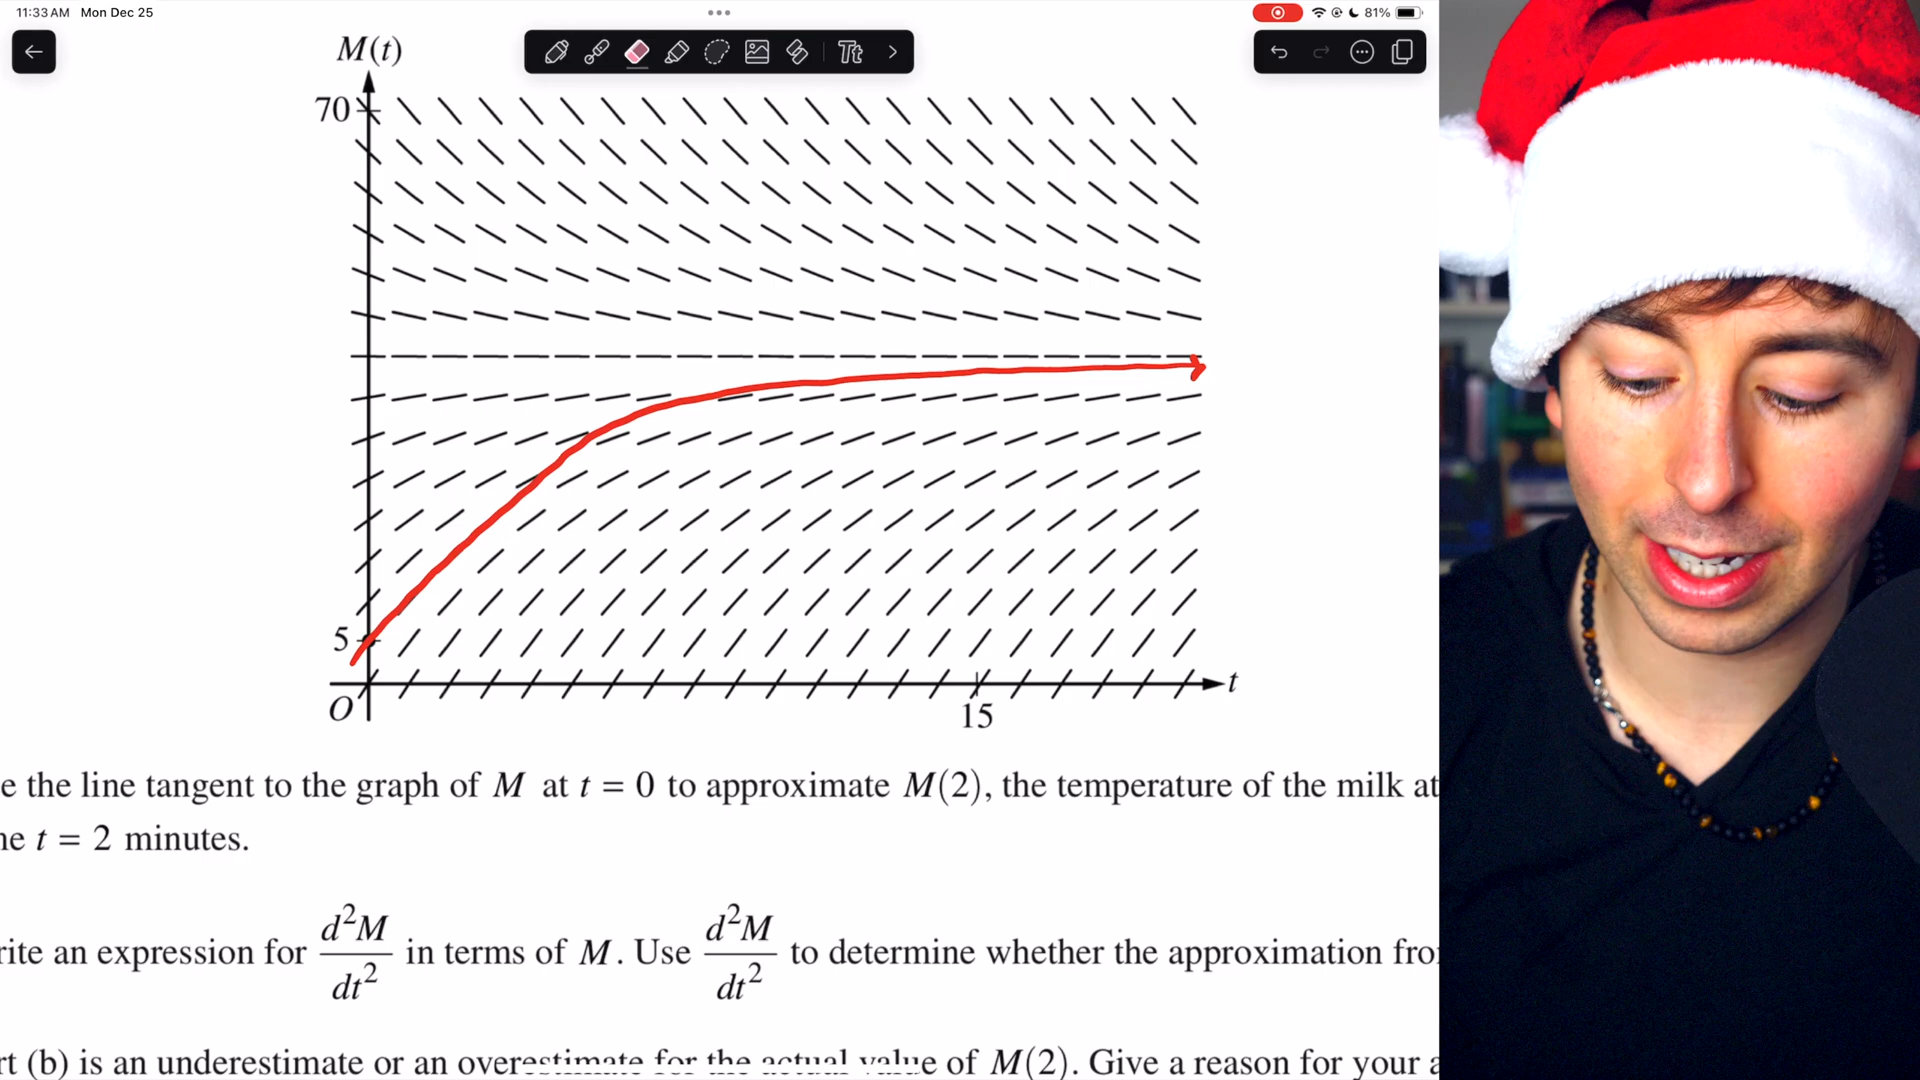 11:33 AM Mon Dec 25
81%
Tt
M(t)
70
5
O
15
t
e the line tangent to the graph of M at t = 0 to approximate M(2), the temperature of the milk at
ne t = 2 minutes.
rite an expression for d²M/dt² in terms of M. Use d²M/dt² to determine whether the approximation fro
rt (b) is an underestimate or an overestimate for the actual value of M(2). Give a reason for your a